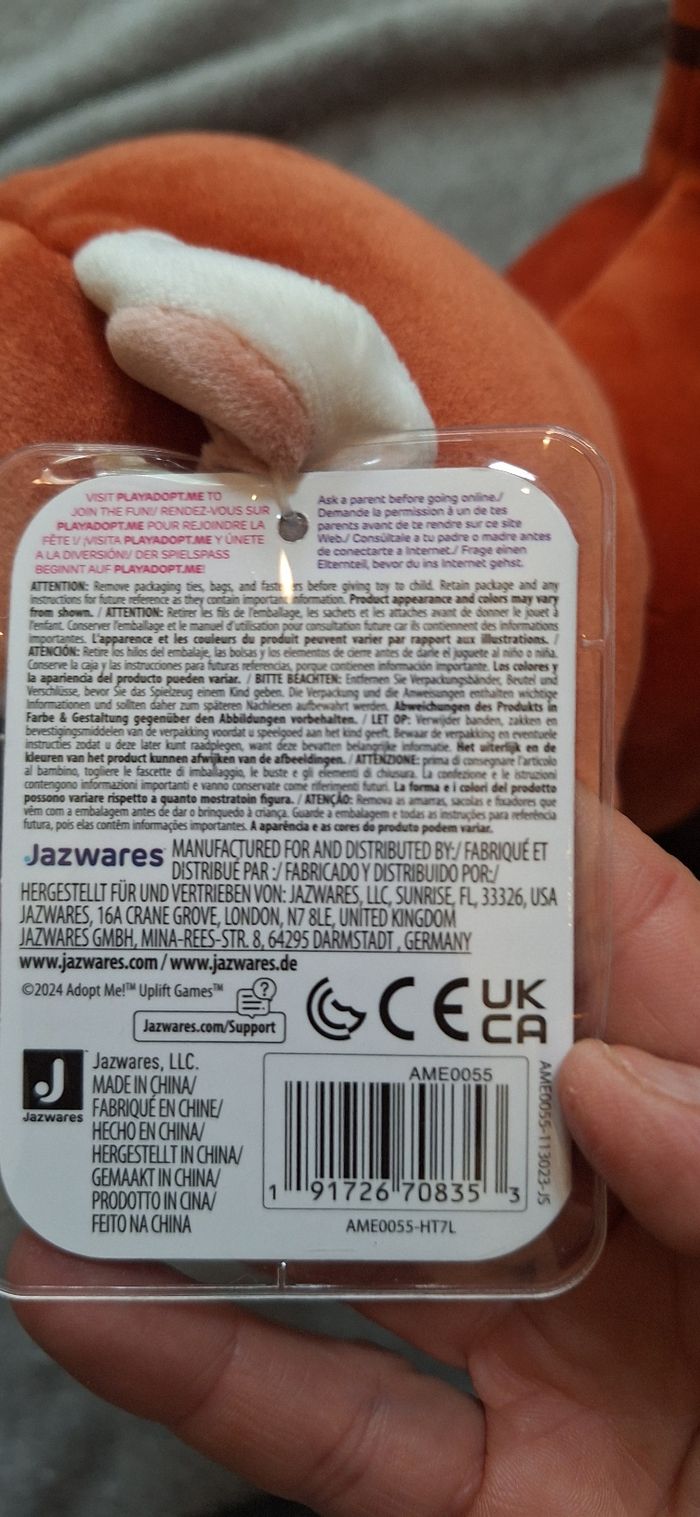 VISIT PLAYADOPT.ME TO
JOIN THE FUN!/ RENDEZ-VOUS SUR
PLAYADOPT.ME POUR REJOINDRE LA
FÊTE !/ ¡VISITA PLAYADOPT.ME Y ÚNETE
A LA DIVERSIÓN!/ DER SPIELSPASS
BEGINNT AUF PLAYADOPT.ME!
Ask a parent before going online./
Demande la permission à un de tes
parents avant de te rendre sur ce site
Web./ Consúltale a tu padre o madre antes
de conectarte a Internet./ Frage einen
Elternteil, bevor du ins Internet gehst.
ATTENTION: Remove packaging ties, bags, and fasteners before giving toy to child. Retain package and any
instructions for future reference as they contain important information. Product appearance and colors may vary
from shown. / ATTENTION: Retirer les fils de l'emballage, les sachets et les attaches avant de donner le jouet à
l'enfant. Conserver l'emballage et le manuel d'utilisation pour consultation future car ils contiennent des informations
importantes. L'apparence et les couleurs du produit peuvent varier par rapport aux illustrations. /
ATENCIÓN: Retire los hilos del embalaje, las bolsas y los elementos de cierre antes de darle el juguete al niño o niña.
Conserve la caja y las instrucciones para futuras referencias, porque contienen información importante. Los colores y
la apariencia del producto pueden variar. / BITTE BEACHTEN: Entfernen Sie Verpackungsbänder, Beutel und
Verschlüsse, bevor Sie das Spielzeug einem Kind geben. Die Verpackung und die Anweisungen enthalten wichtige
Informationen und sollten daher zum späteren Nachlesen aufbewahrt werden. Abweichungen des Produkts in
Farbe & Gestaltung gegenüber den Abbildungen vorbehalten. / LET OP: Verwijder banden, zakken en
bevestigingsmiddelen van de verpakking voordat u speelgoed aan het kind geeft. Bewaar de verpakking en eventuele
instructies zodat u deze later kunt raadplegen, want deze bevatten belangrijke informatie. Het uiterlijk en de
kleuren van het product kunnen afwijken van de afbeeldingen. / ATTENZIONE: prima di consegnare l'articolo
al bambino, togliere le fascette di imballaggio, le buste e gli elementi di chiusura. La confezione e le istruzioni
contengono informazioni importanti e vanno conservate come riferimenti futuri. La forma e i colori del prodotto
possono variare rispetto a quanto mostratoin figura. / ATENÇÃO: Remova as amarras, sacolas e fixadores que
vêm com a embalagem antes de dar o brinquedo à criança. Guarde a embalagem e todas as instruções para referência
futura, pois elas contêm informações importantes. A aparência e as cores do produto podem variar.
Jazwares MANUFACTURED FOR AND DISTRIBUTED BY:/ FABRIQUÉ ET
DISTRIBUÉ PAR :/ FABRICADO Y DISTRIBUIDO POR:/
HERGESTELLT FÜR UND VERTRIEBEN VON: JAZWARES, LLC, SUNRISE, FL, 33326, USA
JAZWARES, 16A CRANE GROVE, LONDON, N7 8LE, UNITED KINGDOM
JAZWARES GMBH, MINA-REES-STR. 8, 64295 DARMSTADT , GERMANY
www.jazwares.com / www.jazwares.de
©2024 Adopt Me!™ Uplift Games™
?
Jazwares.com/Support
CE
UK
CA
J
Jazwares
Jazwares, LLC.
MADE IN CHINA/
FABRIQUÉ EN CHINE/
HECHO EN CHINA/
HERGESTELLT IN CHINA/
GEMAAKT IN CHINA/
PRODOTTO IN CINA/
FEITO NA CHINA
AME0055
1 91726 70835 3
AME0055-HT7L
AME0055-113023-JS